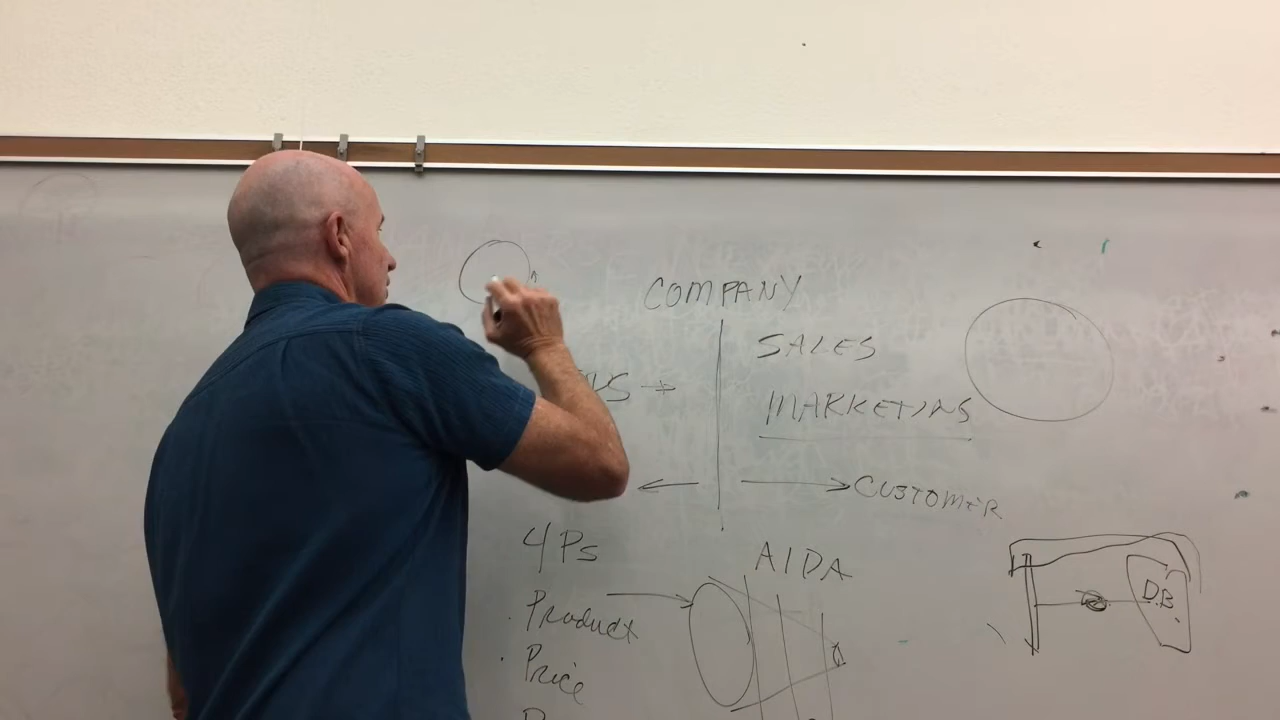 A
COMPANY
SALES
MARKETING
CUSTOMER
4Ps
AIDA
D.B
. Product
. Price